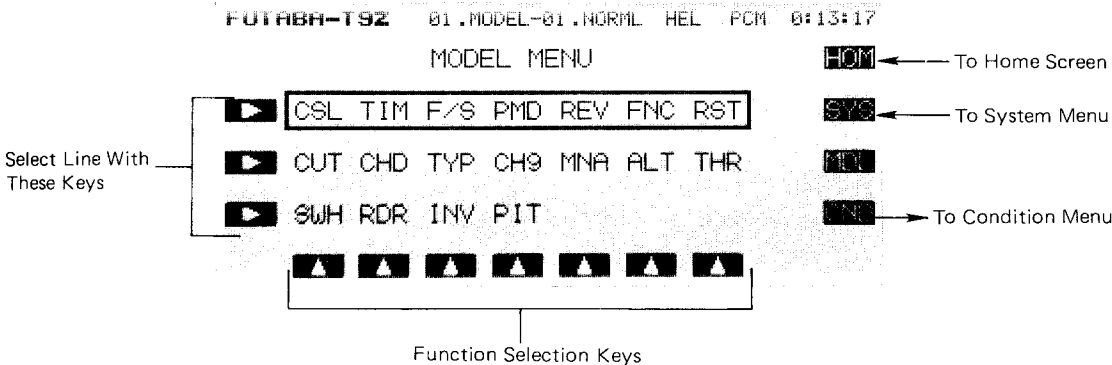 FUTABA-T9Z 01.MODEL-01.NORML HEL PCM 0:13:17
MODEL MENU
HOM
To Home Screen
CSL TIM F/S PMD REV FNC RST
SYS
To System Menu
Select Line With
These Keys
CUT CHD TYP CH9 MNA ALT THR
SWH RDR INV PIT
To Condition Menu
Function Selection Keys